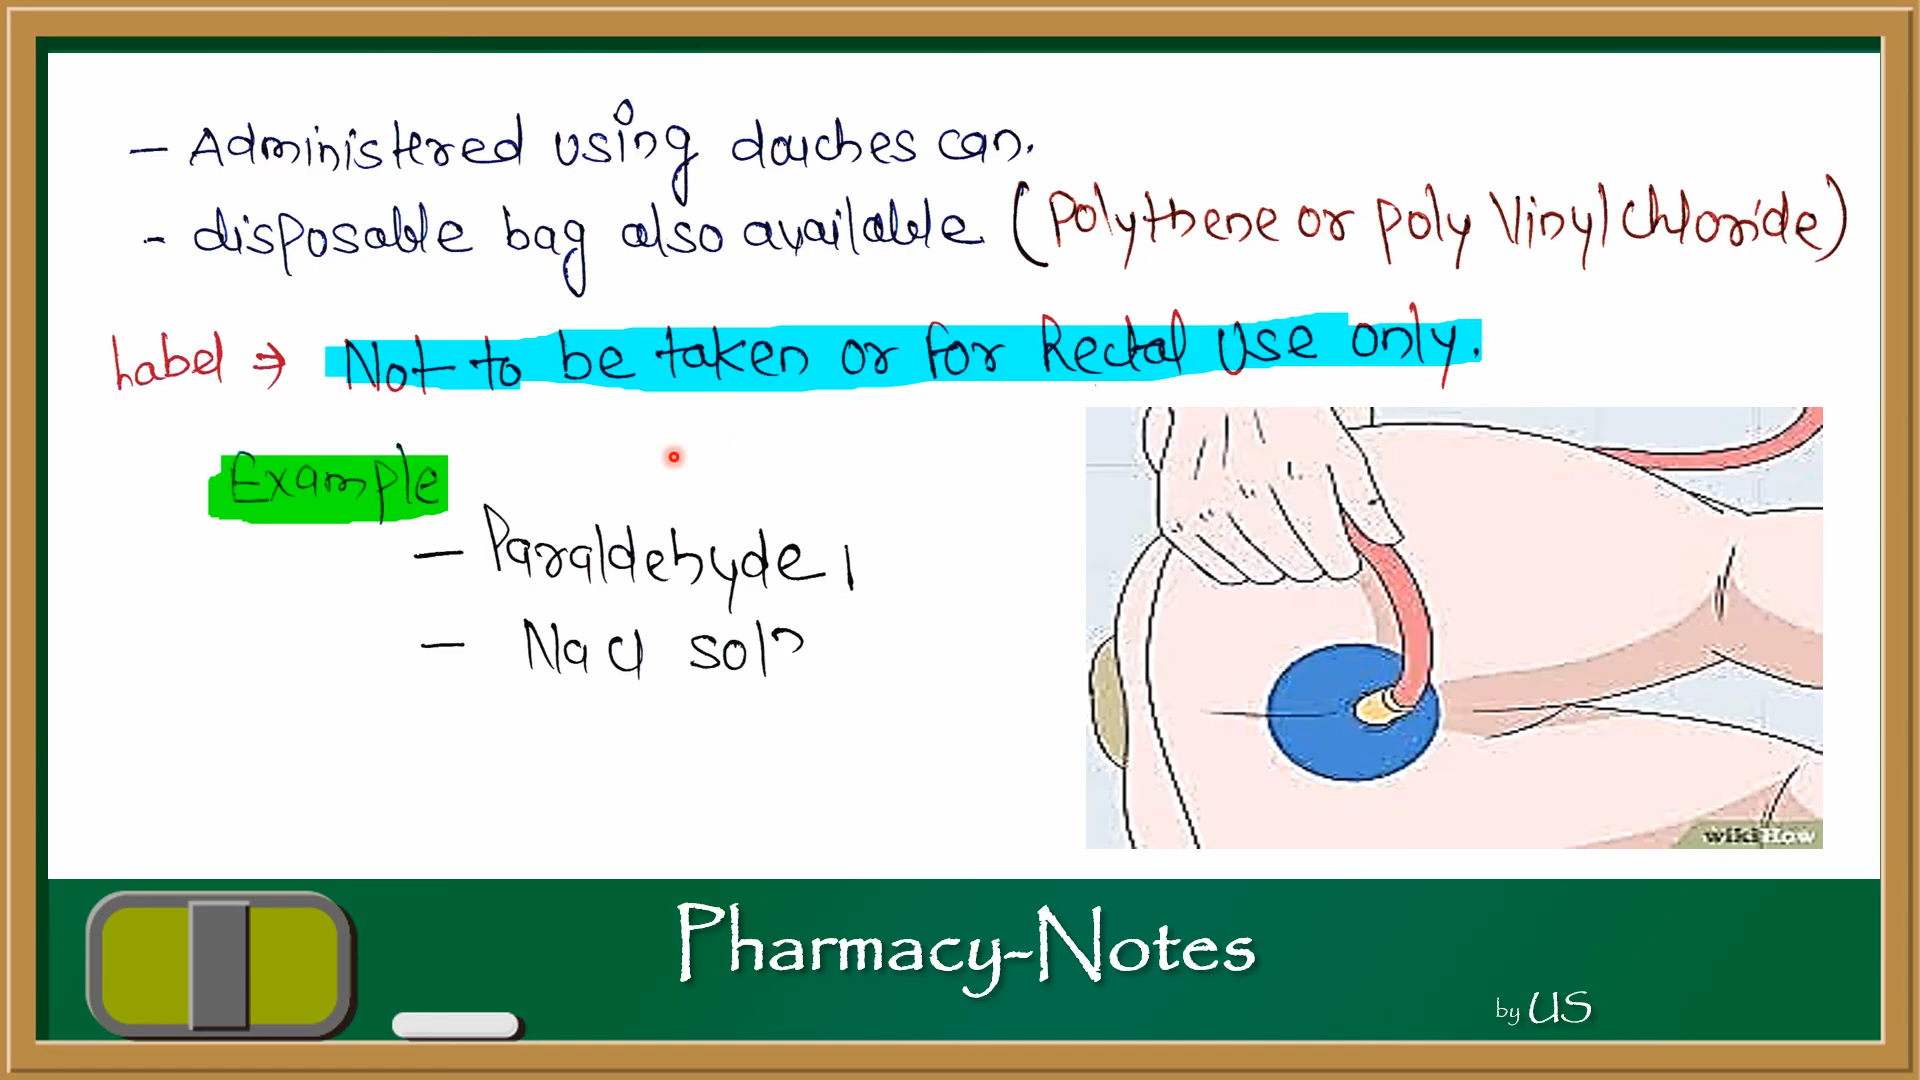 - Administered using douches can.
- disposable bag also available (Polythene or poly Vinyl chloride)
Label ⇒ Not to be taken or for Rectal Use only.
Example
- Paraldehyde,
- NaCl soln
wikiHow
Pharmacy-Notes
by US